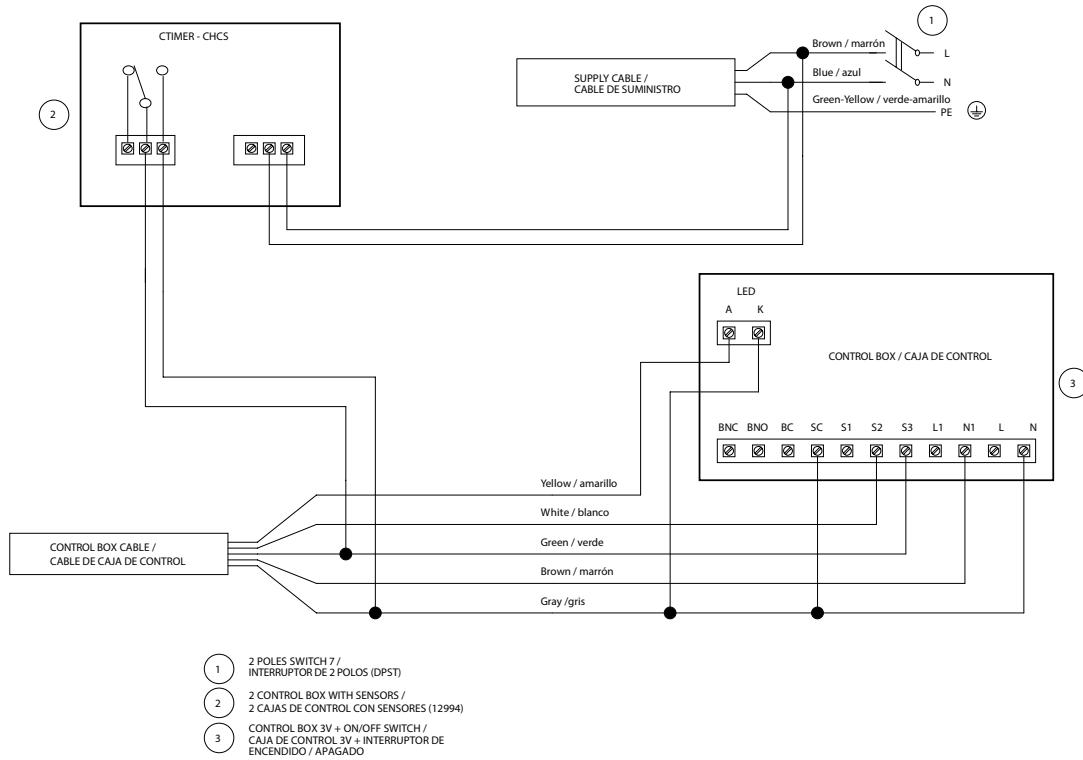 CTIMER - CHCS
2
1
Brown / marrón
L
SUPPLY CABLE /
CABLE DE SUMINISTRO
Blue / azul
N
Green-Yellow / verde-amarillo
PE
LED
A K
CONTROL BOX / CAJA DE CONTROL
3
BNC BNO BC SC S1 S2 S3 L1 N1 L N
Yellow / amarillo
White / blanco
Green / verde
CONTROL BOX CABLE /
CABLE DE CAJA DE CONTROL
Brown / marrón
Gray /gris
1
2 POLES SWITCH 7 /
INTERRUPTOR DE 2 POLOS (DPST)
2
2 CONTROL BOX WITH SENSORS /
2 CAJAS DE CONTROL CON SENSORES (12994)
3
CONTROL BOX 3V + ON/OFF SWITCH /
CAJA DE CONTROL 3V + INTERRUPTOR DE
ENCENDIDO / APAGADO